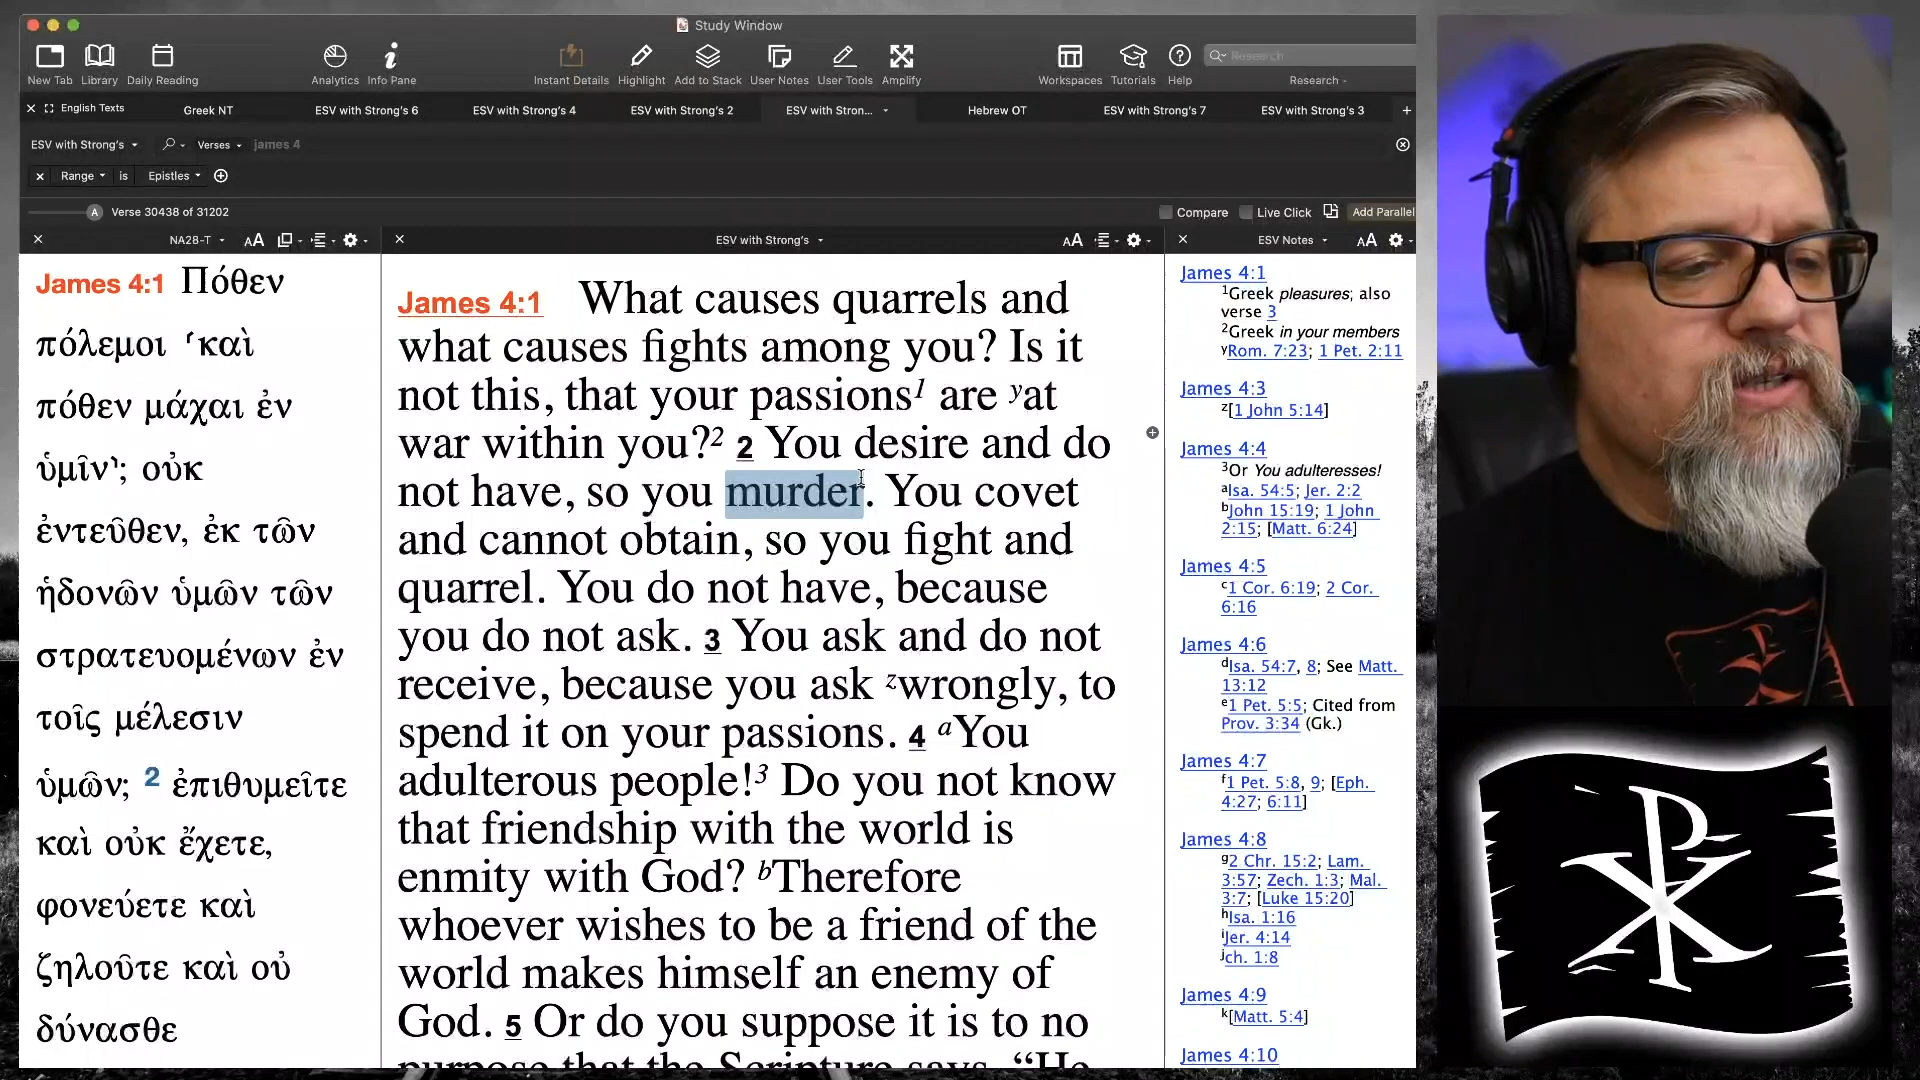 Study Window
New Tab Library Daily Reading Analytics Info Pane Instant Details Highlight Add to Stack User Notes User Tools Amplify Workspaces Tutorials Help Research
Research
English Texts Greek NT ESV with Strong's 6 ESV with Strong's 4 ESV with Strong's 2 ESV with Stron... Hebrew OT ESV with Strong's 7 ESV with Strong's 3
ESV with Strong's Verses james 4
Range is Epistles
A Verse 30438 of 31202 Compare Live Click Add Parallel
NA28-T
James 4:1 Πόθεν
πόλεμοι ⸂καὶ
πόθεν μάχαι ἐν
ὑμῖν⸃; οὐκ
ἐντεῦθεν, ἐκ τῶν
ἡδονῶν ὑμῶν τῶν
στρατευομένων ἐν
τοῖς μέλεσιν
ὑμῶν; 2 ἐπιθυμεῖτε
καὶ οὐκ ἔχετε,
φονεύετε καὶ
ζηλοῦτε καὶ οὐ
δύνασθε
ESV with Strong's
James 4:1 What causes quarrels and
what causes fights among you? Is it
not this, that your passions1 are yat
war within you?2 2 You desire and do
not have, so you murder. You covet
and cannot obtain, so you fight and
quarrel. You do not have, because
you do not ask. 3 You ask and do not
receive, because you ask zwrongly, to
spend it on your passions. 4 aYou
adulterous people!3 Do you not know
that friendship with the world is
enmity with God? bTherefore
whoever wishes to be a friend of the
world makes himself an enemy of
God. 5 Or do you suppose it is to no
purpose that the Scripture says, “He
ESV Notes
James 4:1
1Greek pleasures; also
verse 3
2Greek in your members
yRom. 7:23; 1 Pet. 2:11
James 4:3
z[1 John 5:14]
James 4:4
3Or You adulteresses!
aIsa. 54:5; Jer. 2:2
bJohn 15:19; 1 John
2:15; [Matt. 6:24]
James 4:5
c1 Cor. 6:19; 2 Cor.
6:16
James 4:6
dIsa. 54:7, 8; See Matt.
13:12
e1 Pet. 5:5; Cited from
Prov. 3:34 (Gk.)
James 4:7
f1 Pet. 5:8, 9; [Eph.
4:27; 6:11]
James 4:8
g2 Chr. 15:2; Lam.
3:57; Zech. 1:3; Mal.
3:7; [Luke 15:20]
hIsa. 1:16
iJer. 4:14
jch. 1:8
James 4:9
k[Matt. 5:4]
James 4:10